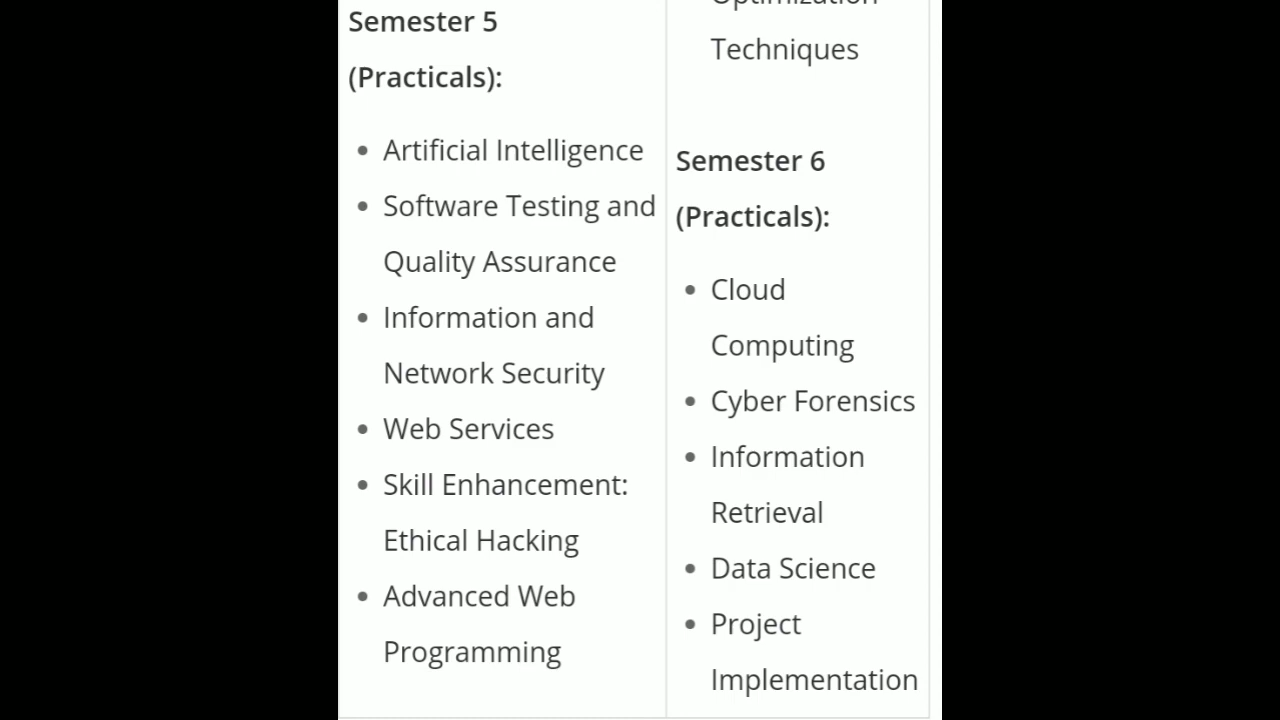 Semester 5
(Practicals):
Artificial Intelligence
Software Testing and
Quality Assurance
Information and
Network Security
Web Services
Skill Enhancement:
Ethical Hacking
Advanced Web
Programming
Optimization
Techniques
Semester 6
(Practicals):
Cloud
Computing
Cyber Forensics
Information
Retrieval
Data Science
Project
Implementation